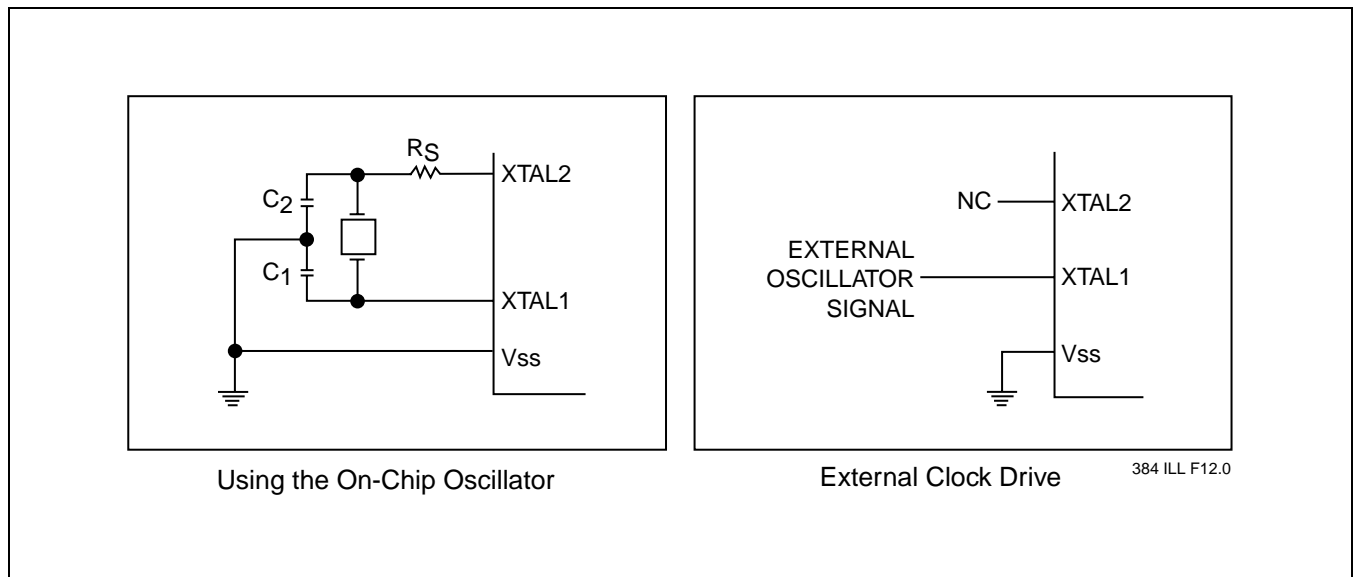 RS
XTAL2
C2
C1
XTAL1
Vss
Using the On-Chip Oscillator
NC
XTAL2
EXTERNAL
OSCILLATOR
SIGNAL
XTAL1
Vss
External Clock Drive
384 ILL F12.0